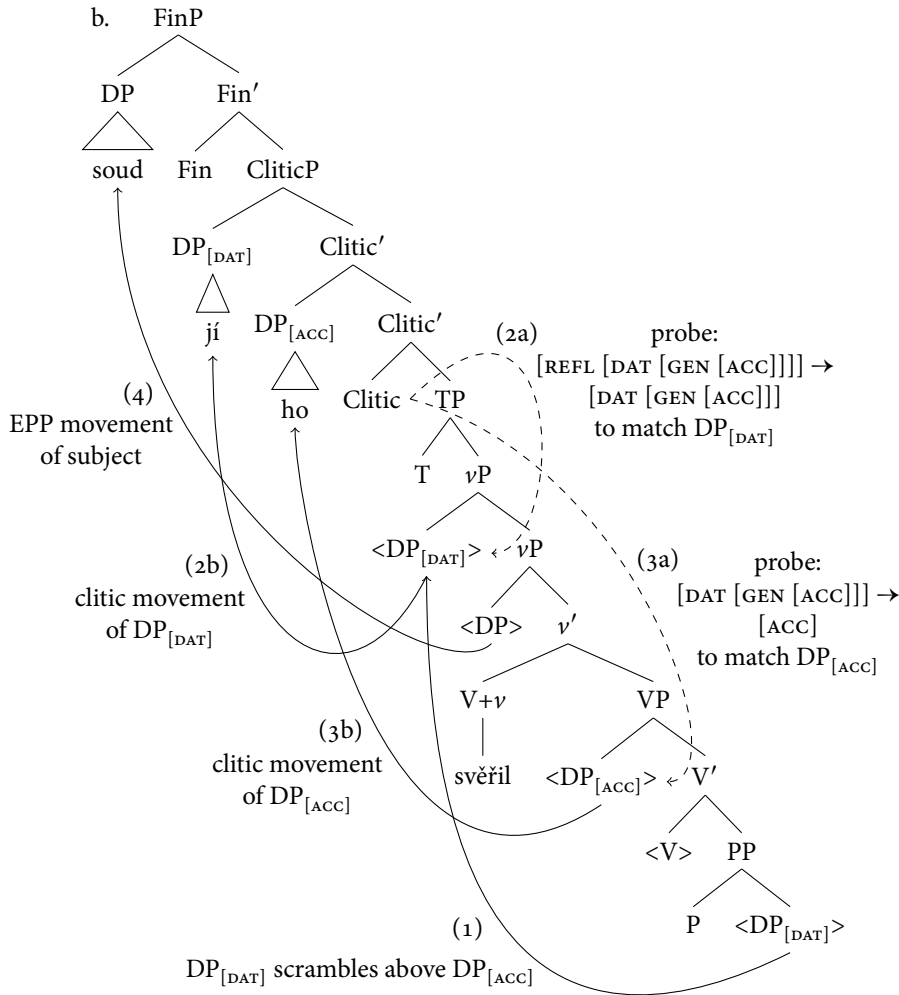 b. FinP
DP Fin′
soud Fin CliticP
DP[DAT] Clitic′
jí DP[ACC] Clitic′
ho Clitic TP
(2a) probe:
[REFL [DAT [GEN [ACC]]]] →
[DAT [GEN [ACC]]]
to match DP[DAT]
(4)
EPP movement
of subject
T vP
<DP[DAT]> vP
(2b)
clitic movement
of DP[DAT]
<DP> v′
(3a) probe:
[DAT [GEN [ACC]]] →
[ACC]
to match DP[ACC]
V+v VP
(3b)
clitic movement
of DP[ACC]
svěřil <DP[ACC]> V′
<V> PP
P <DP[DAT]>
(1)
DP[DAT] scrambles above DP[ACC]